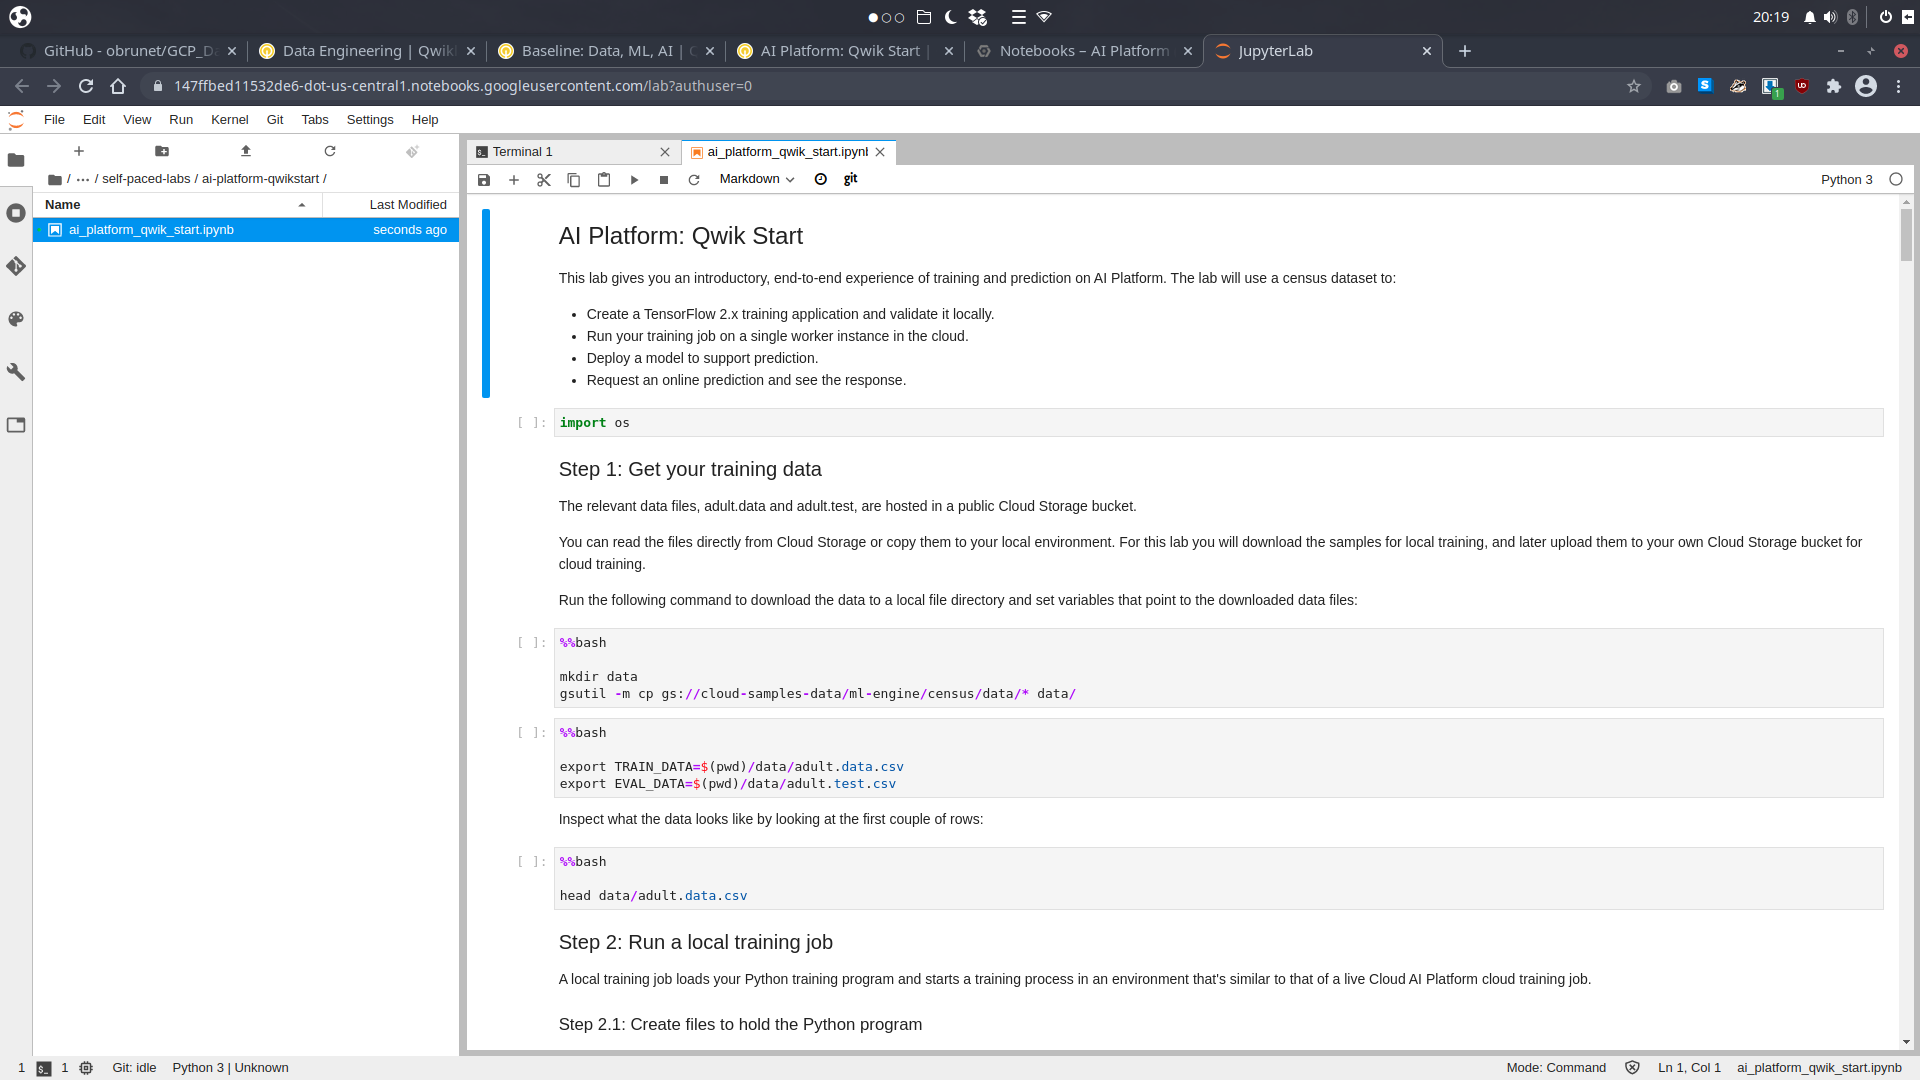 20:19
GitHub - obrunet/GCP_Da
Data Engineering | Qwikl
Baseline: Data, ML, AI | Q
AI Platform: Qwik Start |
Notebooks – AI Platform
JupyterLab
147ffbed11532de6-dot-us-central1.notebooks.googleusercontent.com/lab?authuser=0
S
1
File Edit View Run Kernel Git Tabs Settings Help
/ ··· / self-paced-labs / ai-platform-qwikstart /
Name Last Modified
ai_platform_qwik_start.ipynb seconds ago
Terminal 1
ai_platform_qwik_start.ipynb
Markdown
git
Python 3
AI Platform: Qwik Start
This lab gives you an introductory, end-to-end experience of training and prediction on AI Platform. The lab will use a census dataset to:
• Create a TensorFlow 2.x training application and validate it locally.
• Run your training job on a single worker instance in the cloud.
• Deploy a model to support prediction.
• Request an online prediction and see the response.
[ ]: import os
Step 1: Get your training data
The relevant data files, adult.data and adult.test, are hosted in a public Cloud Storage bucket.
You can read the files directly from Cloud Storage or copy them to your local environment. For this lab you will download the samples for local training, and later upload them to your own Cloud Storage bucket for
cloud training.
Run the following command to download the data to a local file directory and set variables that point to the downloaded data files:
[ ]: %%bash
mkdir data
gsutil -m cp gs://cloud-samples-data/ml-engine/census/data/* data/
[ ]: %%bash
export TRAIN_DATA=$(pwd)/data/adult.data.csv
export EVAL_DATA=$(pwd)/data/adult.test.csv
Inspect what the data looks like by looking at the first couple of rows:
[ ]: %%bash
head data/adult.data.csv
Step 2: Run a local training job
A local training job loads your Python training program and starts a training process in an environment that's similar to that of a live Cloud AI Platform cloud training job.
Step 2.1: Create files to hold the Python program
1 1 Git: idle Python 3 | Unknown Mode: Command Ln 1, Col 1 ai_platform_qwik_start.ipynb